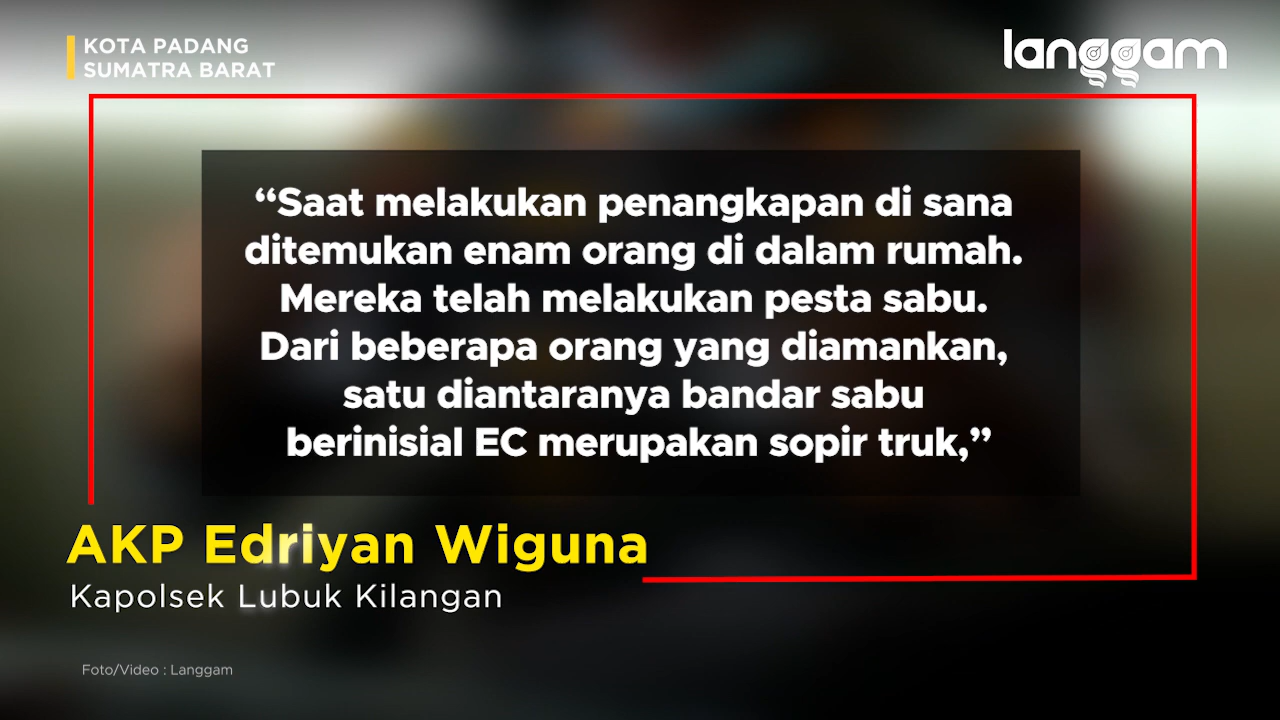 KOTA PADANG
SUMATRA BARAT
langgam
“Saat melakukan penangkapan di sana
ditemukan enam orang di dalam rumah.
Mereka telah melakukan pesta sabu.
Dari beberapa orang yang diamankan,
satu diantaranya bandar sabu
berinisial EC merupakan sopir truk,”
AKP Edriyan Wiguna
Kapolsek Lubuk Kilangan
Foto/Video : Langgam